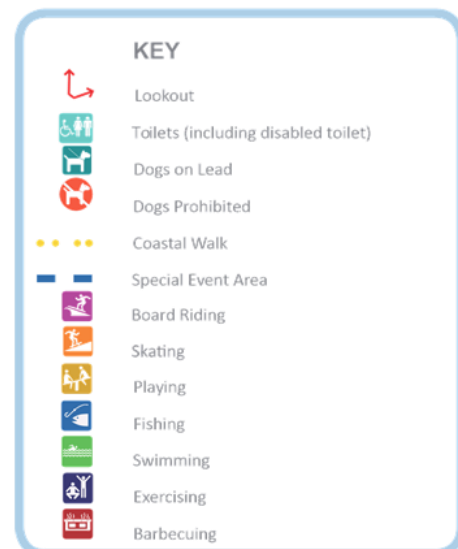 KEY
Lookout
Toilets (including disabled toilet)
Dogs on Lead
Dogs Prohibited
Coastal Walk
Special Event Area
Board Riding
Skating
Playing
Fishing
Swimming
Exercising
Barbecuing